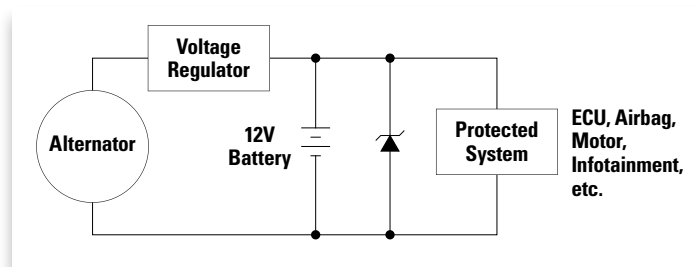 Voltage
Regulator
Alternator
12V
Battery
Protected
System
ECU, Airbag,
Motor,
Infotainment,
etc.